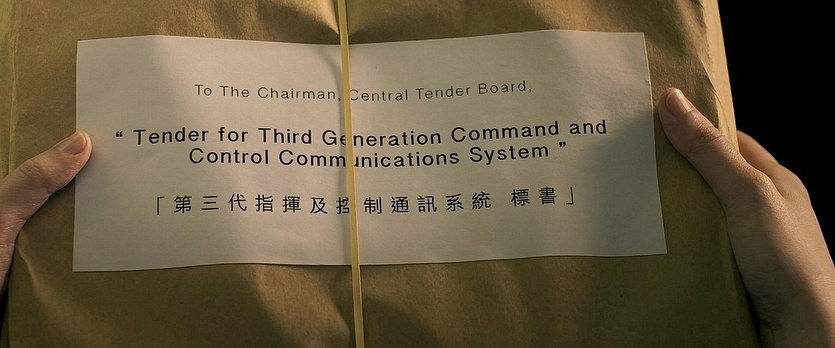 To The Chairman, Central Tender Board,
“ Tender for Third Generation Command and
Control Communications System ”
「第三代指揮及控制通訊系統 標書」